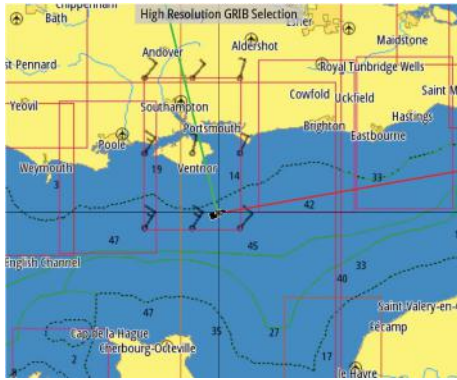 High Resolution GRIB Selection
Chippenham
Bath
Andover
Aldershot
Maidstone
st Pennard
Royal Tunbridge Wells
Yeovil
Southampton
Cowfold
Uckfield
Saint M
Hastings
Portsmouth
Brighton
Eastbourne
Poole
Weymouth
Ventnor
3
19
14
33
42
47
45
English Channel
33
40
47
Saint-Valery-en-C
35
27
Cap de la Hague
Fecamp
Cherbourg-Octeville
2
17
8
le Havre